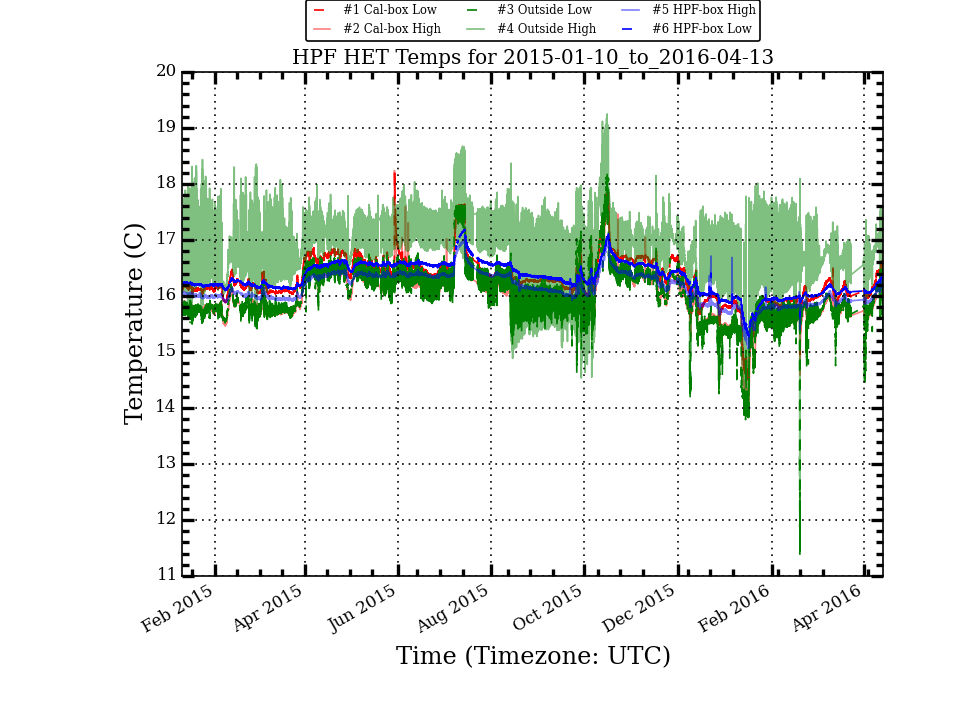 #1 Cal-box Low #3 Outside Low #5 HPF-box High
#2 Cal-box High #4 Outside High #6 HPF-box Low
HPF HET Temps for 2015-01-10_to_2016-04-13
20
19
18
17
16
15
14
13
12
11
Temperature (C)
Feb 2015 Apr 2015 Jun 2015 Aug 2015 Oct 2015 Dec 2015 Feb 2016 Apr 2016
Time (Timezone: UTC)